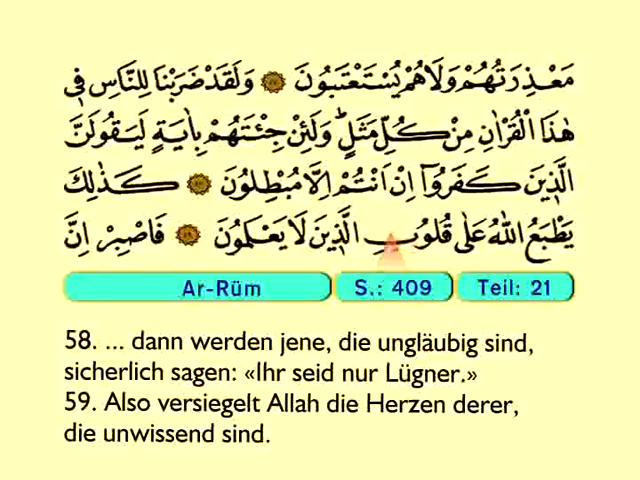 مَعْذِرَتُهُمْ وَلَا هُمْ يُسْتَعْتَبُونَ وَلَقَدْ ضَرَبْنَا لِلنَّاسِ فٖي
هٰذَا الْقُرْاٰنِ مِنْ كُلِّ مَثَلٍؕ وَلَئِنْ جِئْتَهُمْ بِاٰيَةٍ لَيَقُولَنَّ
الَّذٖينَ كَفَرُٓوا اِنْ اَنْتُمْ اِلَّا مُبْطِلُونَ كَذٰلِكَ
يَطْبَعُ اللّٰهُ عَلٰى قُلُوبِ الَّذٖينَ لَا يَعْلَمُونَ فَاصْبِرْ اِنَّ
Ar-Rūm S.: 409 Teil: 21
58. ... dann werden jene, die ungläubig sind,
sicherlich sagen: «Ihr seid nur Lügner.»
59. Also versiegelt Allah die Herzen derer,
die unwissend sind.